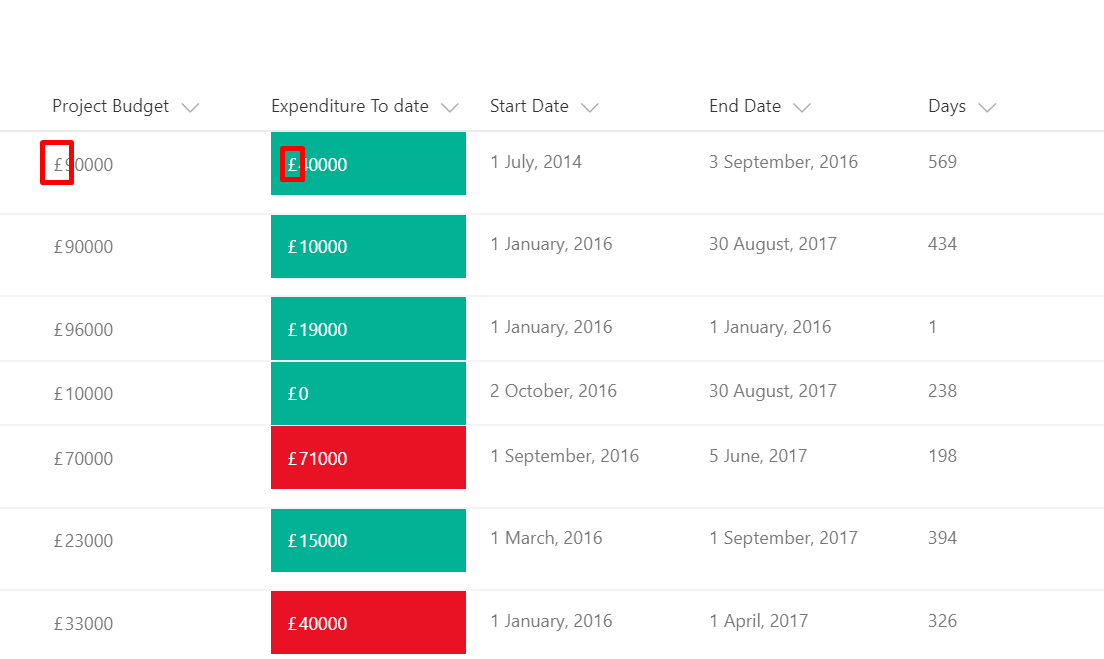 Project Budget Expenditure To date Start Date End Date Days
£90000 £40000 1 July, 2014 3 September, 2016 569
£90000 £10000 1 January, 2016 30 August, 2017 434
£96000 £19000 1 January, 2016 1 January, 2016 1
£10000 £0 2 October, 2016 30 August, 2017 238
£70000 £71000 1 September, 2016 5 June, 2017 198
£23000 £15000 1 March, 2016 1 September, 2017 394
£33000 £40000 1 January, 2016 1 April, 2017 326